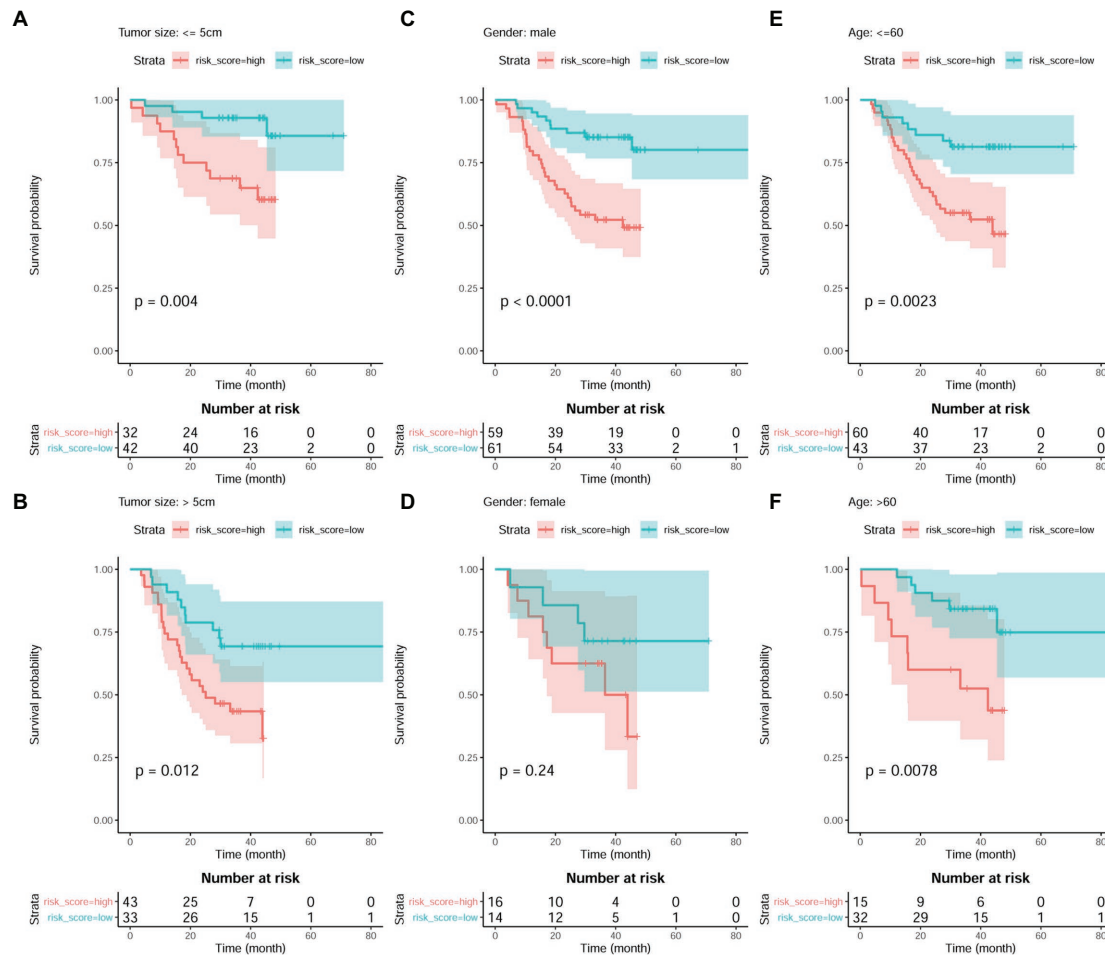 A
Tumor size: <= 5cm
Strata risk_score=high risk_score=low
1.00
0.75
0.50
0.25
0.00
Survival probability
p = 0.004
0 20 40 60 80
Time (month)
Number at risk
Strata
risk_score=high 32 24 16 0 0
risk_score=low 42 40 23 2 0
0 20 40 60 80
Time (month)
C
Gender: male
Strata risk_score=high risk_score=low
1.00
0.75
0.50
0.25
0.00
Survival probability
p < 0.0001
0 20 40 60 80
Time (month)
Number at risk
Strata
risk_score=high 59 39 19 0 0
risk_score=low 61 54 33 2 1
0 20 40 60 80
Time (month)
E
Age: <=60
Strata risk_score=high risk_score=low
1.00
0.75
0.50
0.25
0.00
Survival probability
p = 0.0023
0 20 40 60 80
Time (month)
Number at risk
Strata
risk_score=high 60 40 17 0 0
risk_score=low 43 37 23 2 0
0 20 40 60 80
Time (month)
B
Tumor size: > 5cm
Strata risk_score=high risk_score=low
1.00
0.75
0.50
0.25
0.00
Survival probability
p = 0.012
0 20 40 60 80
Time (month)
Number at risk
Strata
risk_score=high 43 25 7 0 0
risk_score=low 33 26 15 1 1
0 20 40 60 80
Time (month)
D
Gender: female
Strata risk_score=high risk_score=low
1.00
0.75
0.50
0.25
0.00
Survival probability
p = 0.24
0 20 40 60 80
Time (month)
Number at risk
Strata
risk_score=high 16 10 4 0 0
risk_score=low 14 12 5 1 0
0 20 40 60 80
Time (month)
F
Age: >60
Strata risk_score=high risk_score=low
1.00
0.75
0.50
0.25
0.00
Survival probability
p = 0.0078
0 20 40 60 80
Time (month)
Number at risk
Strata
risk_score=high 15 9 6 0 0
risk_score=low 32 29 15 1 1
0 20 40 60 80
Time (month)